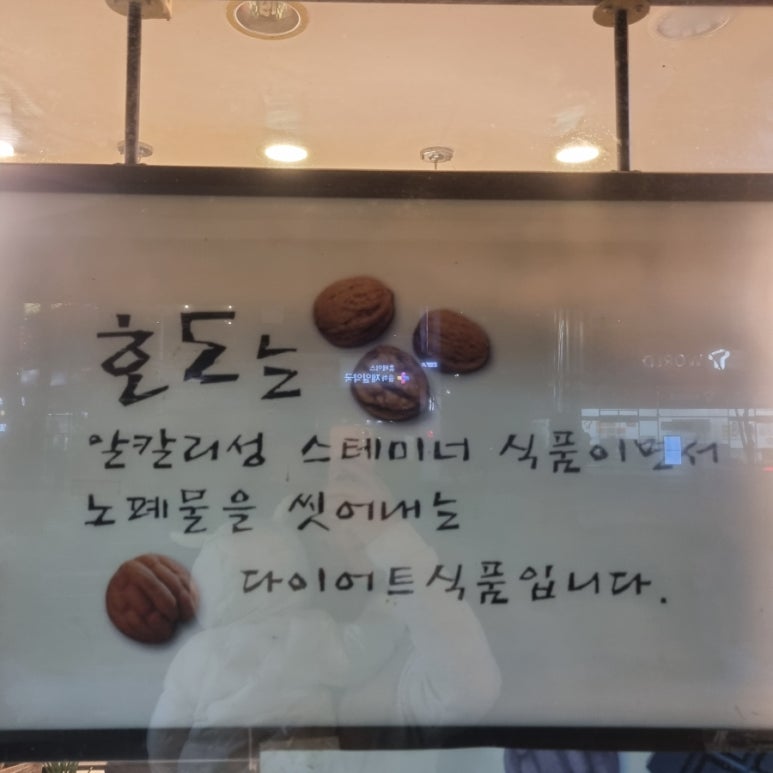 호도는
알칼리성 스테미너 식품이면서
노폐물을 씻어내는
다이어트식품입니다.
WORLD